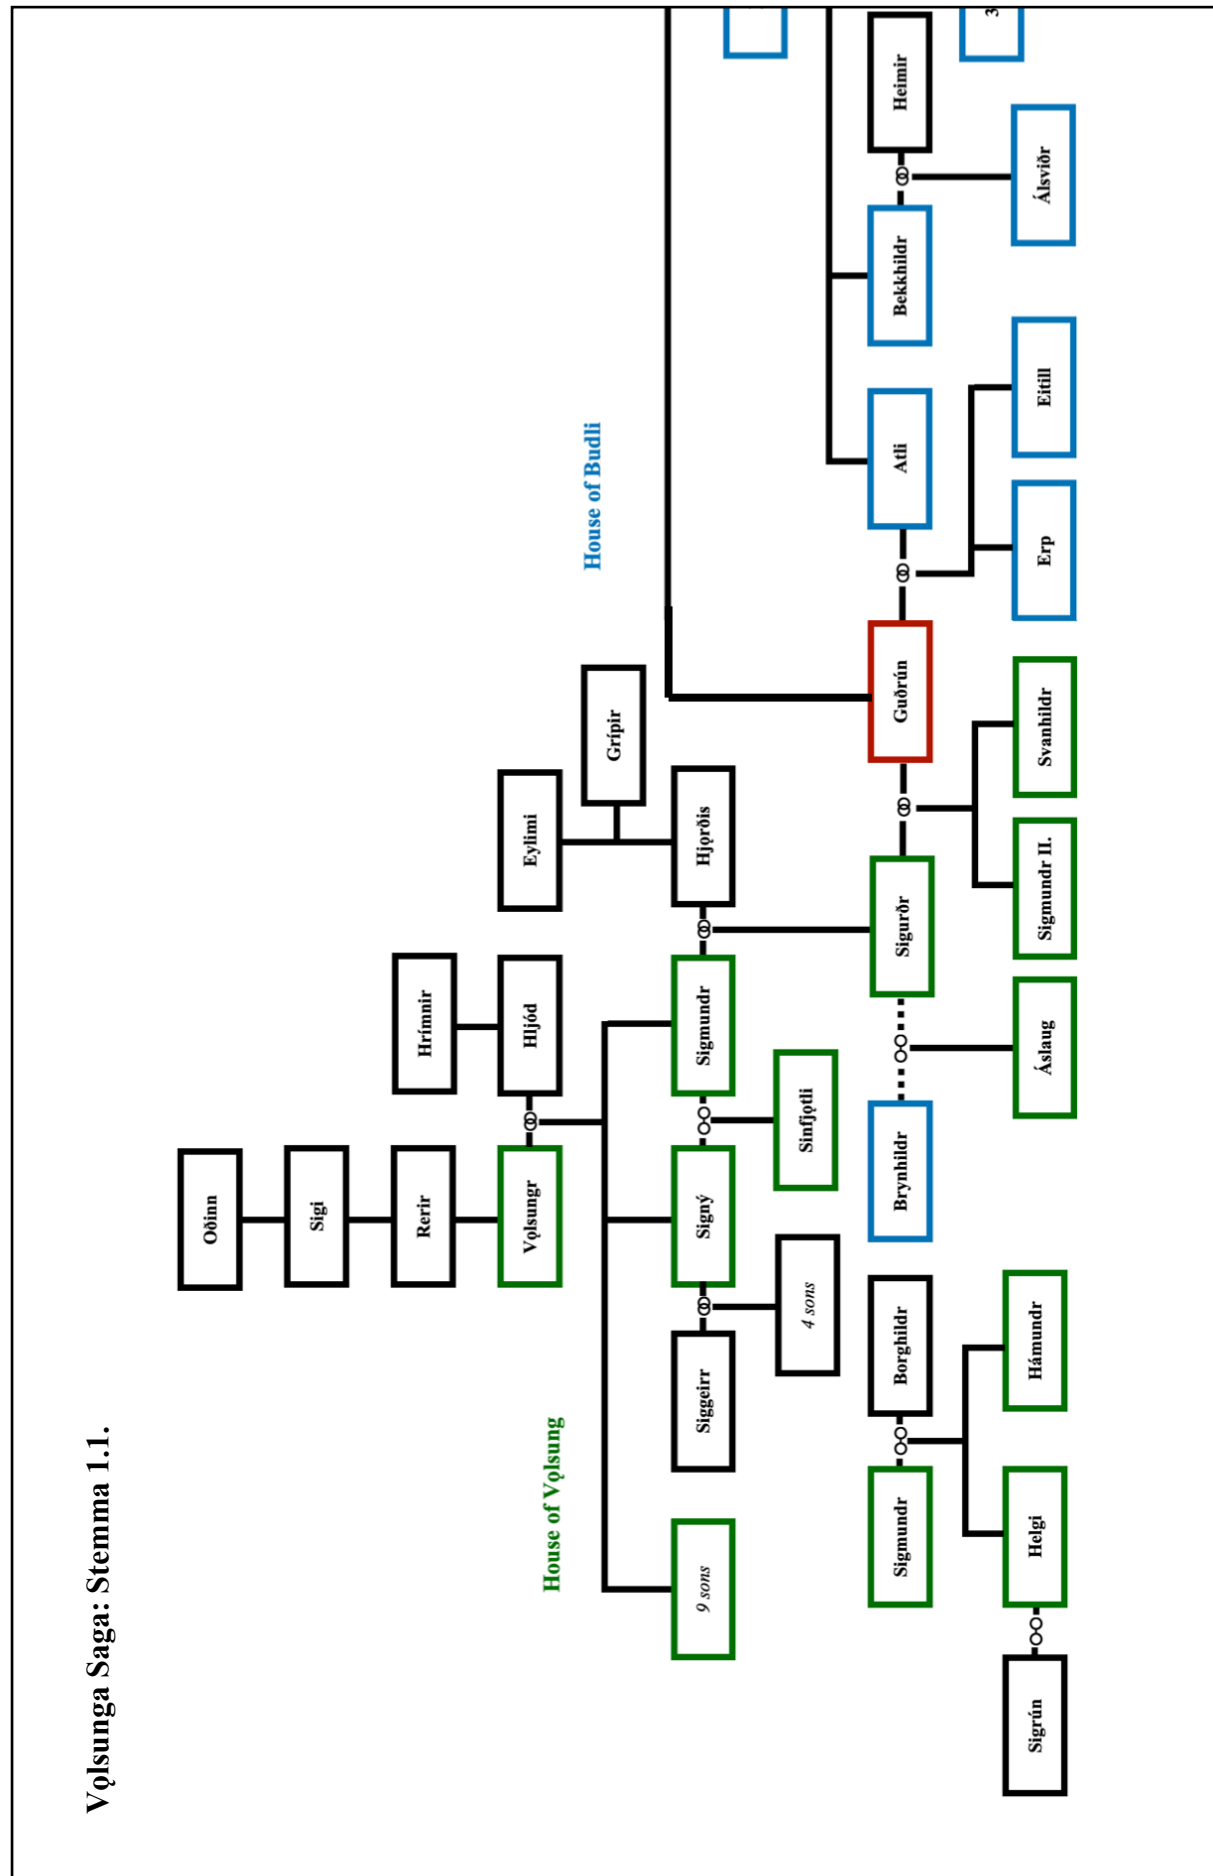 Vǫlsunga Saga: Stemma 1.1.
Oðinn
Sigi
Hrímnir
Rerir
Eylimi
Hljód
Vǫlsungr
House of Vǫlsung
Grípir
House of Budli
9 sons
Siggeirr
Signý
Sigmundr
Hjǫrðis
4 sons
Sinfjǫtli
Sigmundr
Borghildr
Brynhildr
Sigurðr
Guðrún
Atli
Bekkhildr
Heimir
3
Sigrún
Helgi
Hámundr
Áslaug
Sigmundr II.
Svanhildr
Erp
Eitill
Álsviðr